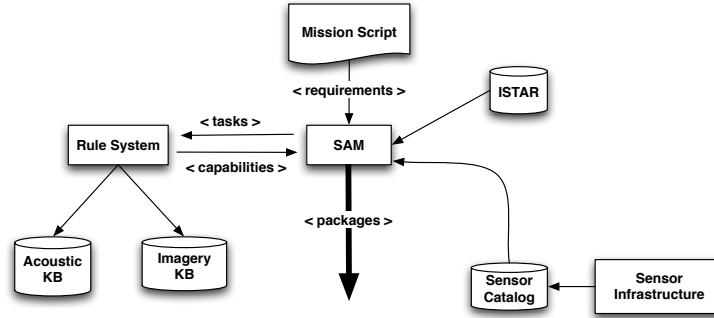 Mission Script
< requirements >
ISTAR
< tasks >
Rule System
SAM
< capabilities >
< packages >
Acoustic
KB
Imagery
KB
Sensor
Catalog
Sensor
Infrastructure